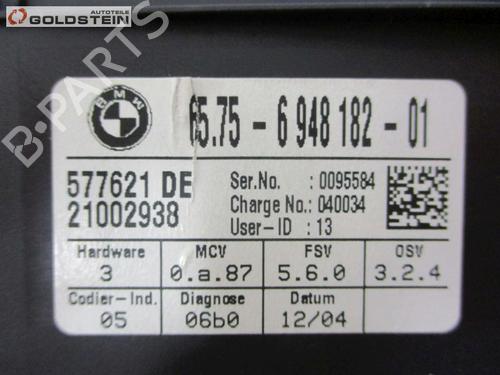 Autoteile
GOLDSTEIN
B-PARTS
BMW
65.75 - 6 948 182 - 01
577621 DE
21002938
Ser.No. : 0095584
Charge No.: 040034
User-ID : 13
Hardware MCV FSV OSV
3 0.a.87 5.6.0 3.2.4
Codier-Ind. Diagnose Datum
05 06b0 12/04